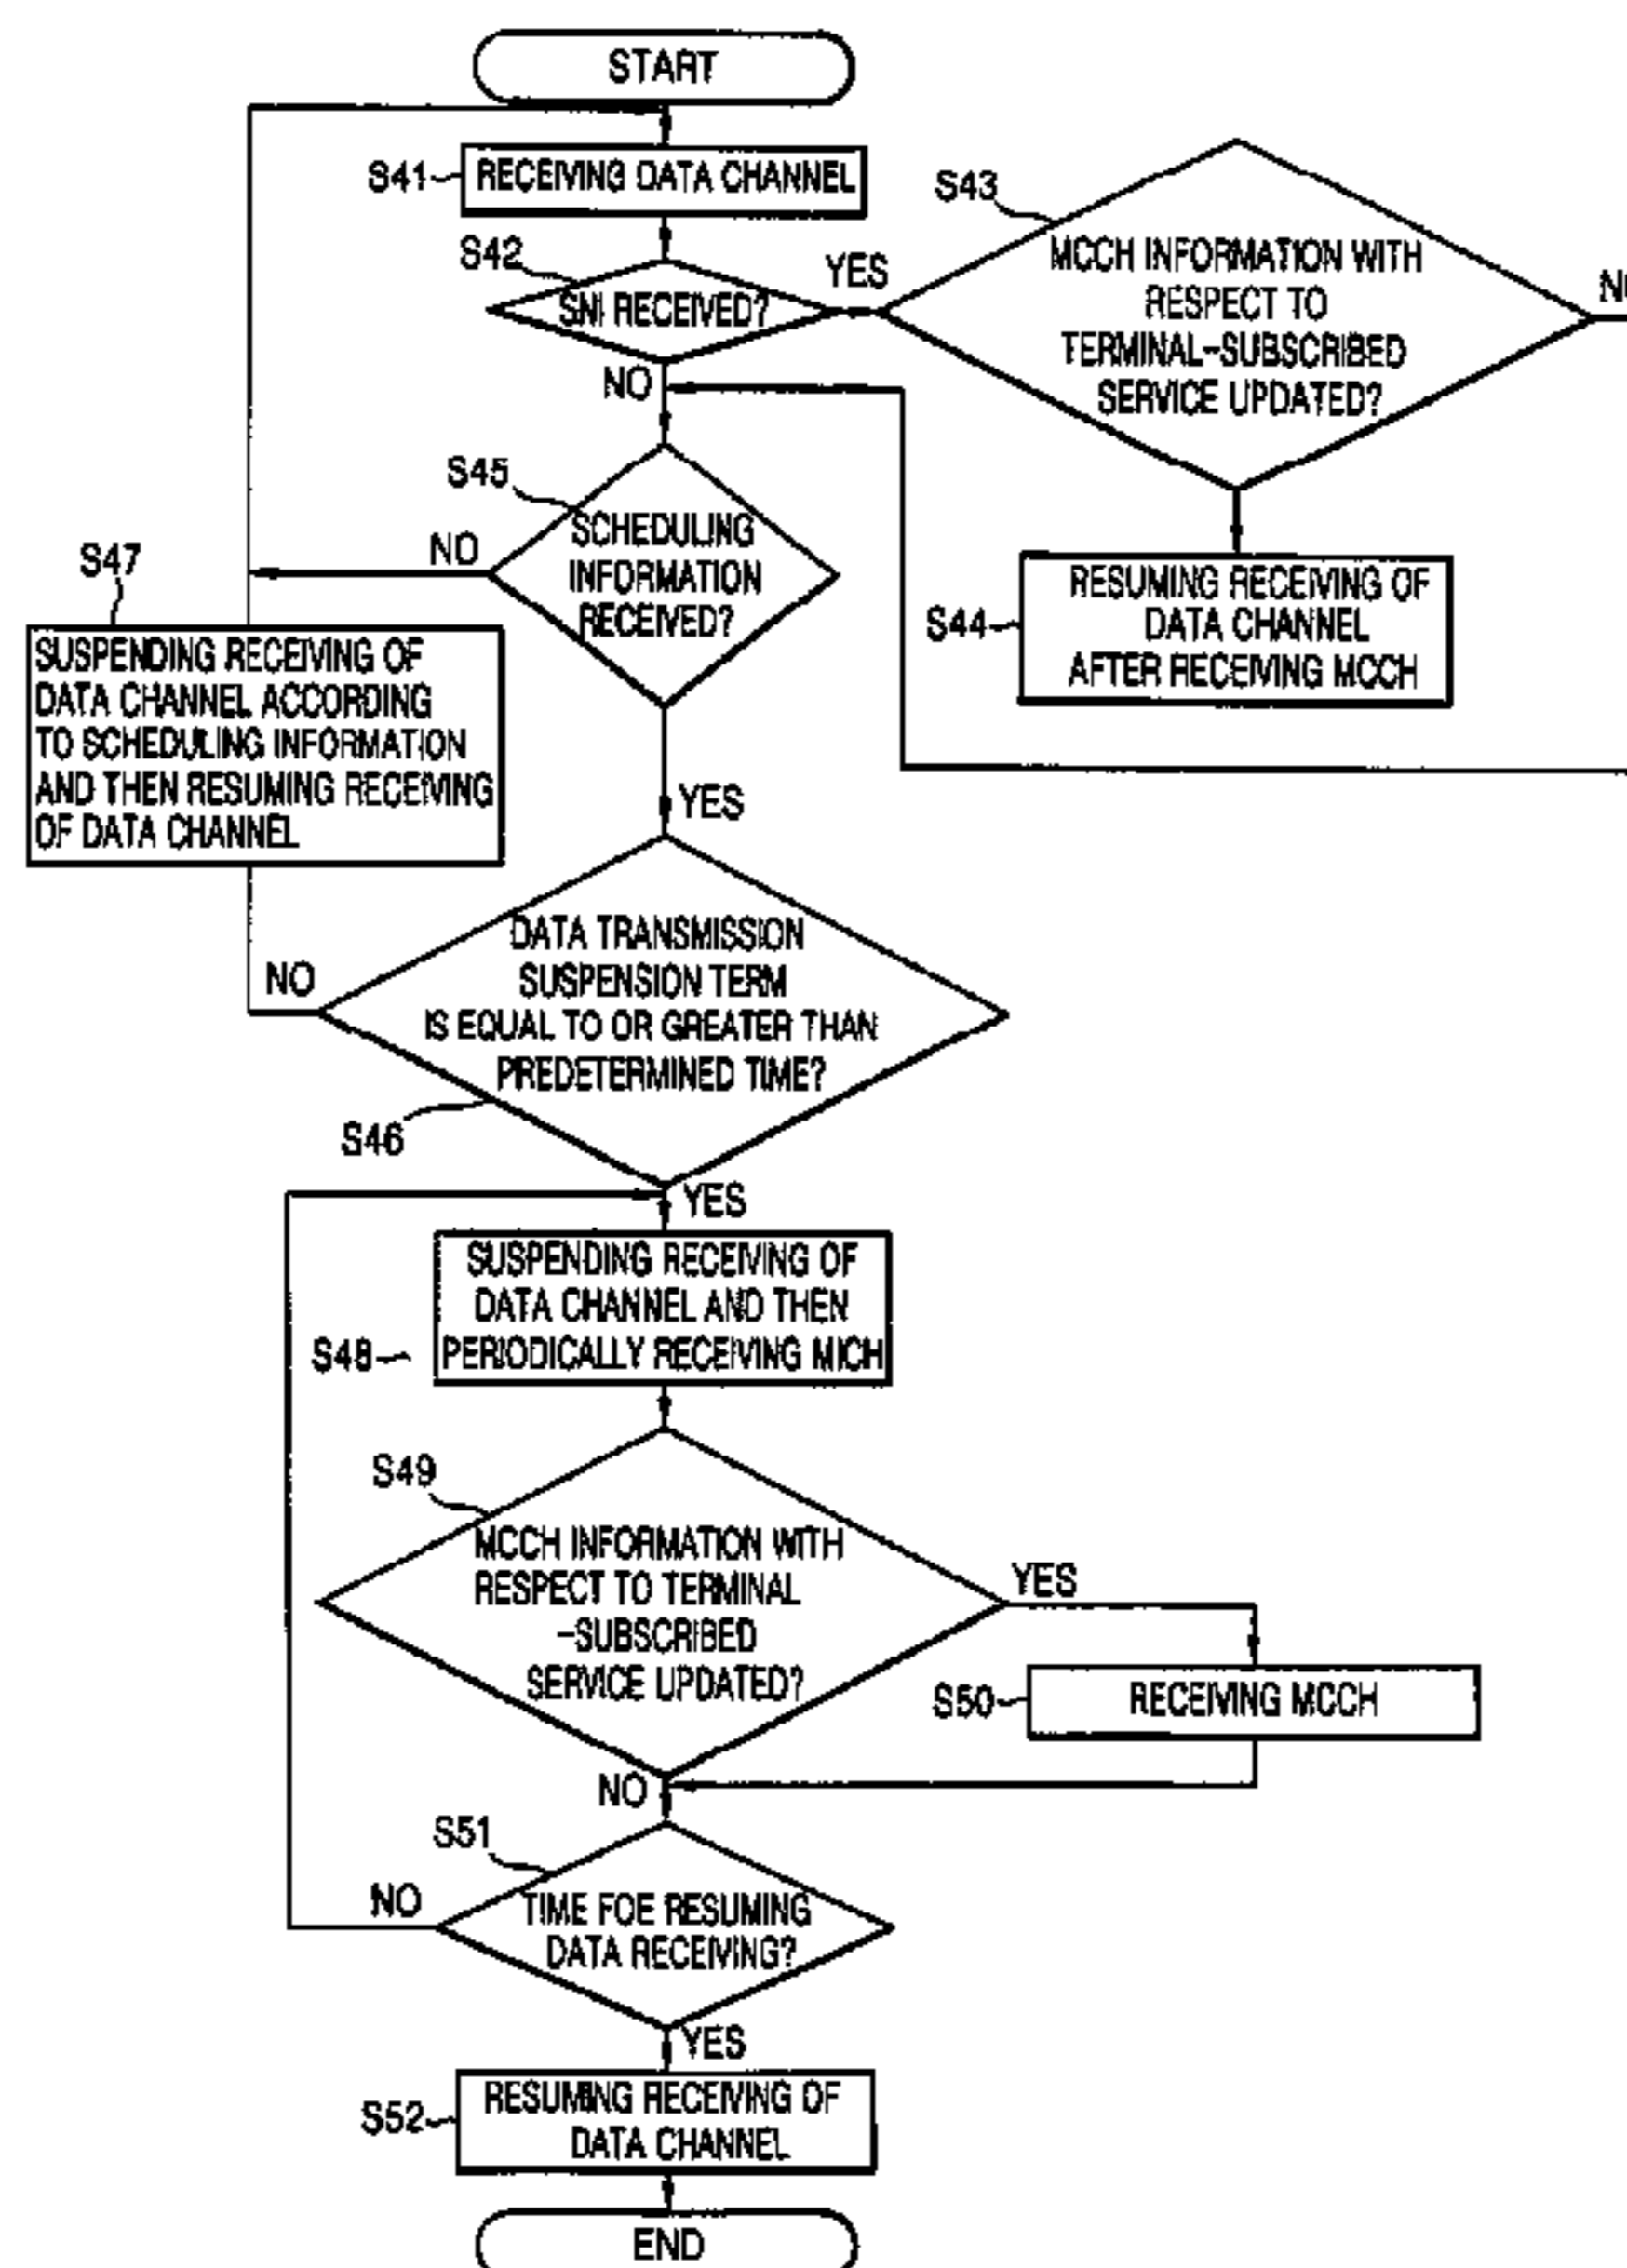 START
S41
RECEIVING DATA CHANNEL
S42
SNI RECEIVED?
YES
S43
MCCH INFORMATION WITH
RESPECT TO
TERMINAL-SUBSCRIBED
SERVICE UPDATED?
NO
S44
RESUMING RECEIVING OF
DATA CHANNEL
AFTER RECEIVING MCCH
NO
S45
SCHEDULING
INFORMATION
RECEIVED?
NO
S47
SUSPENDING RECEIVING OF
DATA CHANNEL ACCORDING
TO SCHEDULING INFORMATION
AND THEN RESUMING RECEIVING
OF DATA CHANNEL
YES
DATA TRANSMISSION
SUSPENSION TERM
IS EQUAL TO OR GREATER THAN
PREDETERMINED TIME?
NO
S46
YES
SUSPENDING RECEIVING OF
DATA CHANNEL AND THEN
PERIODICALLY RECEIVING MICH
S48
S49
MCCH INFORMATION WITH
RESPECT TO TERMINAL
-SUBSCRIBED
SERVICE UPDATED?
YES
S50
RECEIVING MCCH
NO
S51
TIME FOE RESUMING
DATA RECEIVING?
NO
YES
S52
RESUMING RECEIVING OF
DATA CHANNEL
END